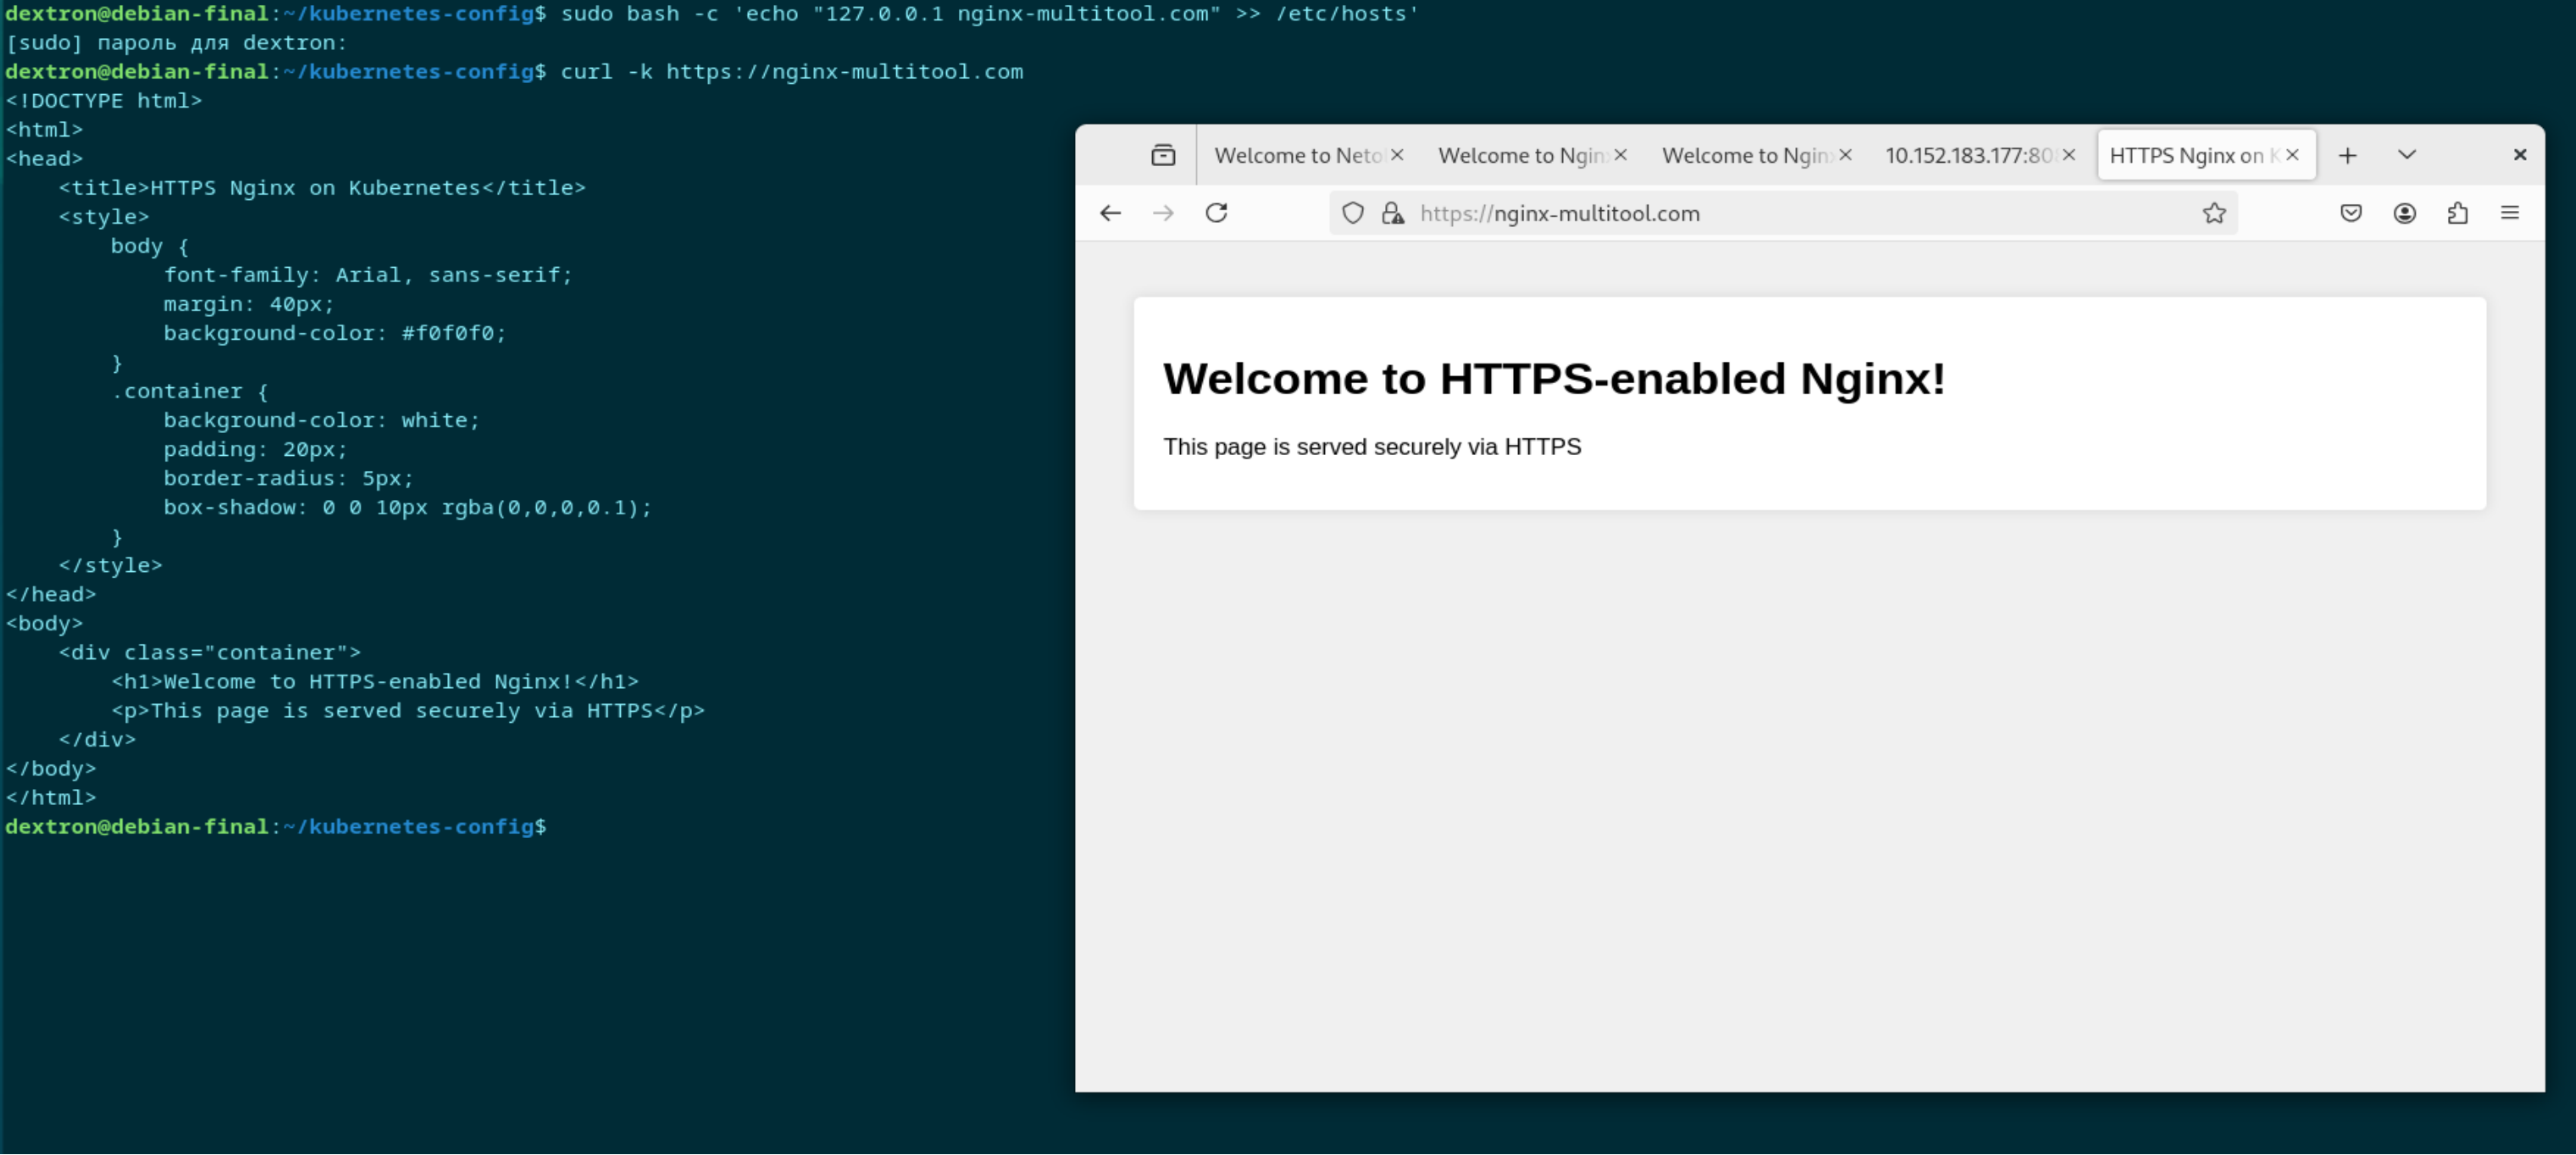 dextron@debian-final:~/kubernetes-config$ sudo bash -c 'echo "127.0.0.1 nginx-multitool.com" >> /etc/hosts'
[sudo] пароль для dextron:
dextron@debian-final:~/kubernetes-config$ curl -k https://nginx-multitool.com
<!DOCTYPE html>
<html>
<head>
    <title>HTTPS Nginx on Kubernetes</title>
    <style>
        body {
            font-family: Arial, sans-serif;
            margin: 40px;
            background-color: #f0f0f0;
        }
        .container {
            background-color: white;
            padding: 20px;
            border-radius: 5px;
            box-shadow: 0 0 10px rgba(0,0,0,0.1);
        }
    </style>
</head>
<body>
    <div class="container">
        <h1>Welcome to HTTPS-enabled Nginx!</h1>
        <p>This page is served securely via HTTPS</p>
    </div>
</body>
</html>
dextron@debian-final:~/kubernetes-config$
Welcome to Neto Welcome to Ngin Welcome to Ngin 10.152.183.177:80 HTTPS Nginx on K
https://nginx-multitool.com
Welcome to HTTPS-enabled Nginx!
This page is served securely via HTTPS